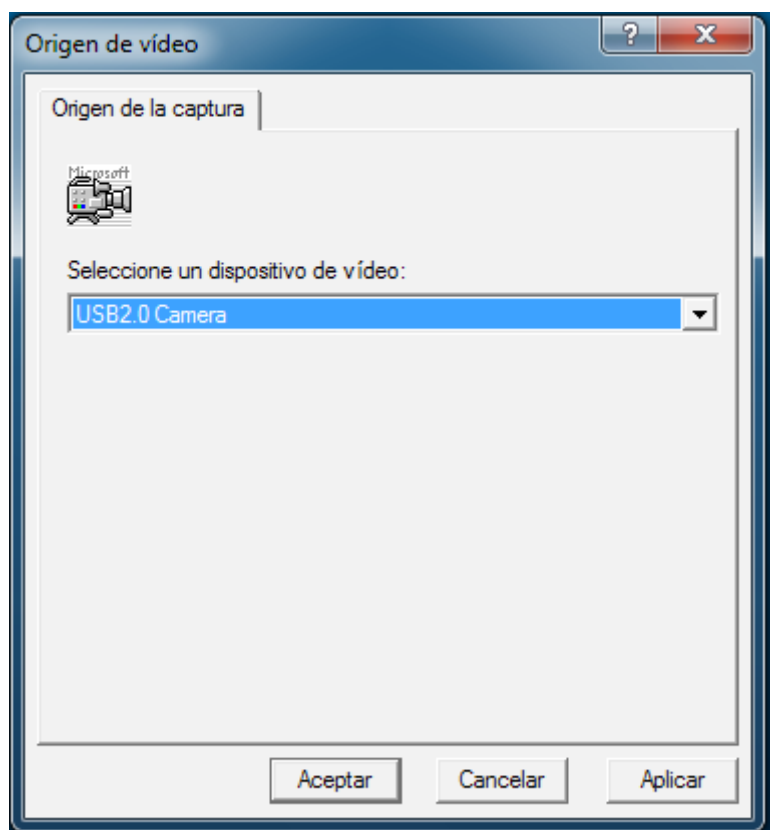 Origen de vídeo
Origen de la captura
Microsoft
Seleccione un dispositivo de vídeo:
USB2.0 Camera
Aceptar Cancelar Aplicar